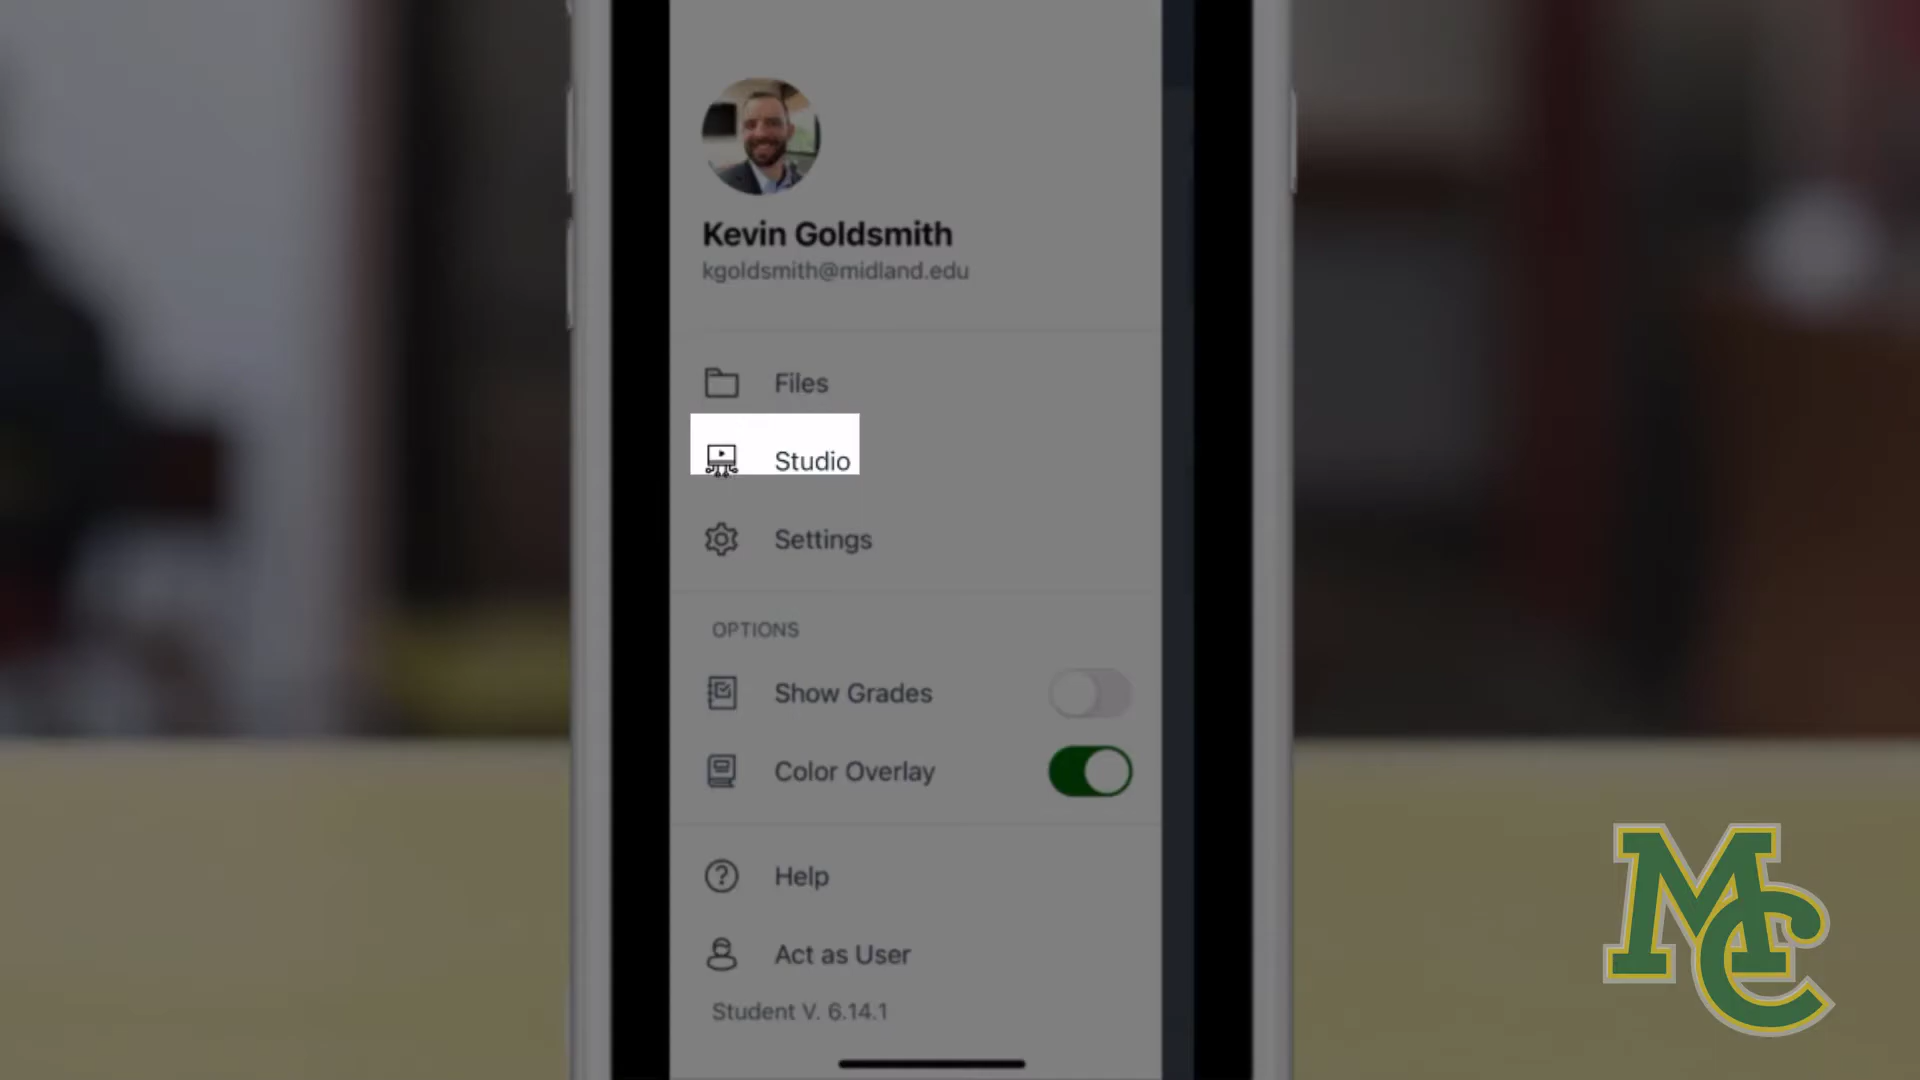 Kevin Goldsmith
kgoldsmith@midland.edu
Files
Studio
Settings
OPTIONS
Show Grades
Color Overlay
Help
Act as User
Student V. 6.14.1
MC